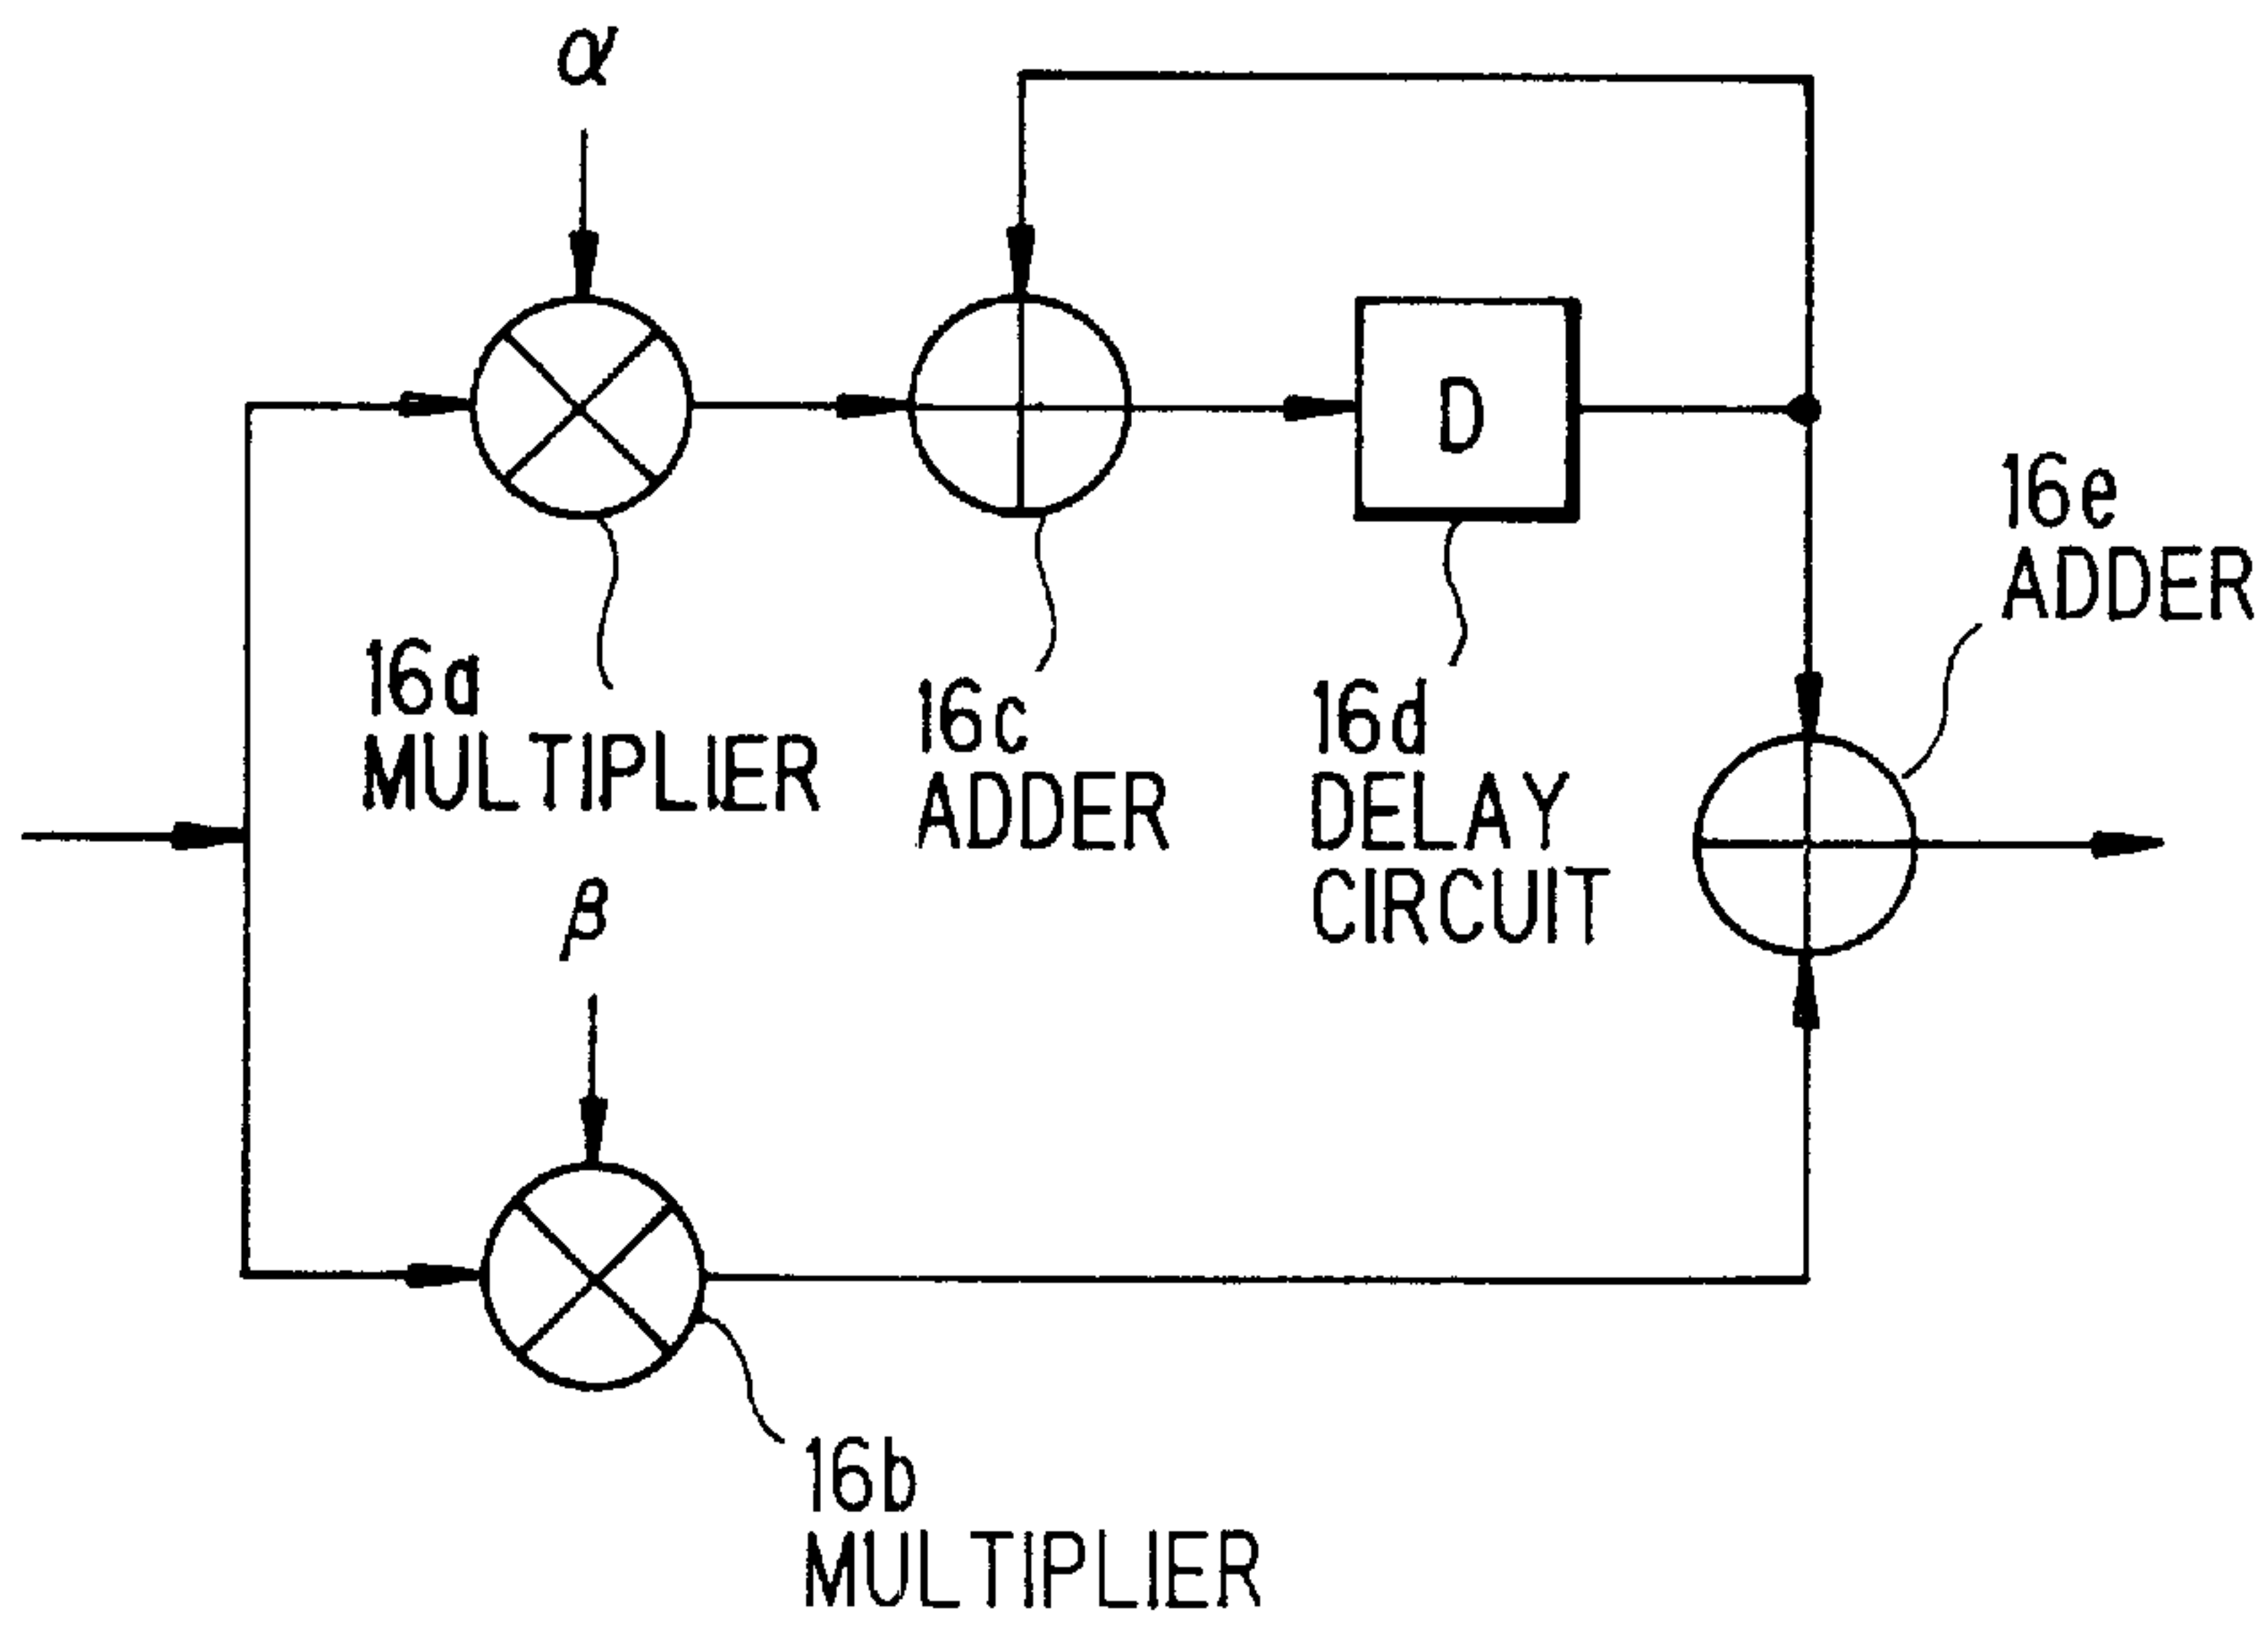 α
D
16e
ADDER
16a
MULTIPLIER
16c
ADDER
16d
DELAY
CIRCUIT
β
16b
MULTIPLIER